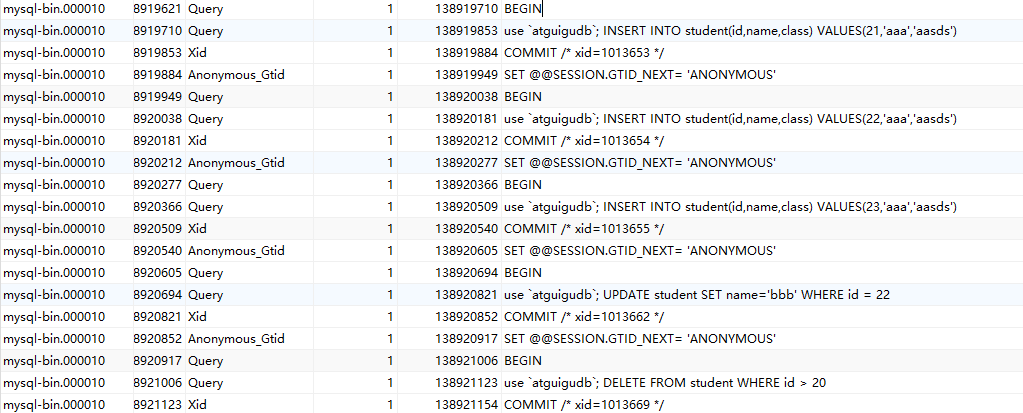 mysql-bin.000010 8919621 Query 1 138919710 BEGIN
mysql-bin.000010 8919710 Query 1 138919853 use `atguigudb`; INSERT INTO student(id,name,class) VALUES(21,'aaa','aasds')
mysql-bin.000010 8919853 Xid 1 138919884 COMMIT /* xid=1013653 */
mysql-bin.000010 8919884 Anonymous_Gtid 1 138919949 SET @@SESSION.GTID_NEXT= 'ANONYMOUS'
mysql-bin.000010 8919949 Query 1 138920038 BEGIN
mysql-bin.000010 8920038 Query 1 138920181 use `atguigudb`; INSERT INTO student(id,name,class) VALUES(22,'aaa','aasds')
mysql-bin.000010 8920181 Xid 1 138920212 COMMIT /* xid=1013654 */
mysql-bin.000010 8920212 Anonymous_Gtid 1 138920277 SET @@SESSION.GTID_NEXT= 'ANONYMOUS'
mysql-bin.000010 8920277 Query 1 138920366 BEGIN
mysql-bin.000010 8920366 Query 1 138920509 use `atguigudb`; INSERT INTO student(id,name,class) VALUES(23,'aaa','aasds')
mysql-bin.000010 8920509 Xid 1 138920540 COMMIT /* xid=1013655 */
mysql-bin.000010 8920540 Anonymous_Gtid 1 138920605 SET @@SESSION.GTID_NEXT= 'ANONYMOUS'
mysql-bin.000010 8920605 Query 1 138920694 BEGIN
mysql-bin.000010 8920694 Query 1 138920821 use `atguigudb`; UPDATE student SET name='bbb' WHERE id = 22
mysql-bin.000010 8920821 Xid 1 138920852 COMMIT /* xid=1013662 */
mysql-bin.000010 8920852 Anonymous_Gtid 1 138920917 SET @@SESSION.GTID_NEXT= 'ANONYMOUS'
mysql-bin.000010 8920917 Query 1 138921006 BEGIN
mysql-bin.000010 8921006 Query 1 138921123 use `atguigudb`; DELETE FROM student WHERE id > 20
mysql-bin.000010 8921123 Xid 1 138921154 COMMIT /* xid=1013669 */